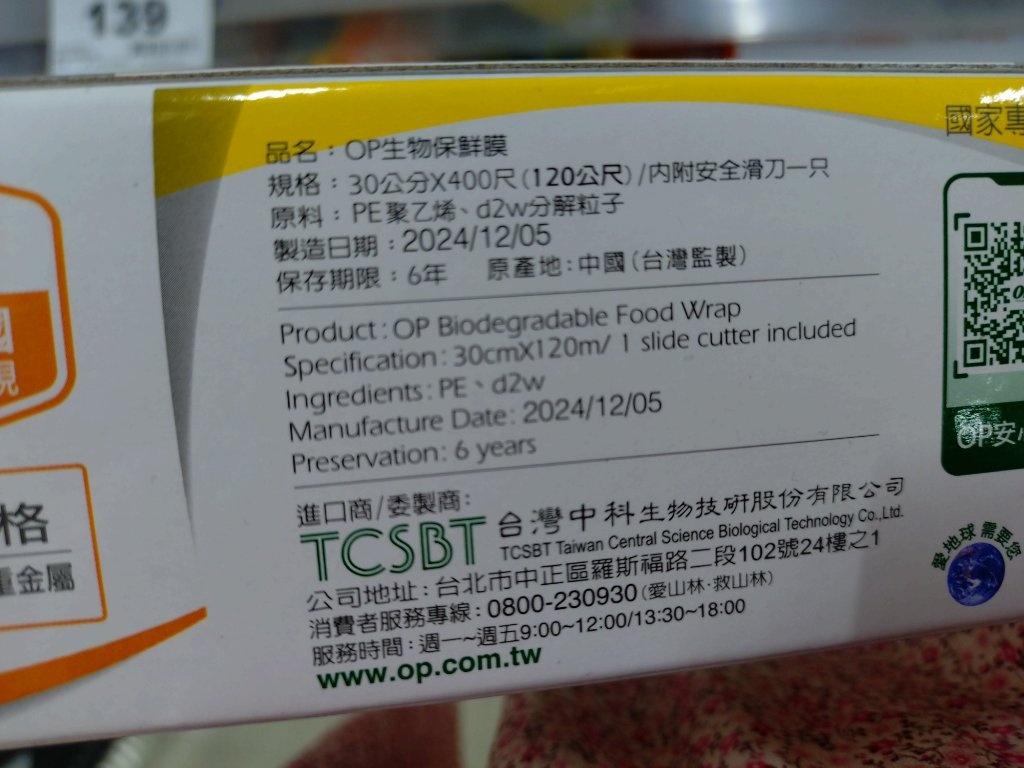 139
國家專
品名：OP生物保鮮膜
規格：30公分X400尺(120公尺)/內附安全滑刀一只
原料：PE聚乙烯、d2w分解粒子
製造日期：2024/12/05
保存期限：6年 原產地：中國(台灣監製)
Product：OP Biodegradable Food Wrap
Specification：30cmX120m/ 1 slide cutter included
Ingredients：PE、d2w
Manufacture Date: 2024/12/05
Preservation: 6 years
進口商/委製商：
TCSBT 台灣中科生物技研股份有限公司
TCSBT Taiwan Central Science Biological Technology Co.,Ltd.
公司地址：台北市中正區羅斯福路二段102號24樓之1
消費者服務專線：0800-230930(愛山林·救山林)
服務時間：週一~週五9:00~12:00/13:30~18:00
www.op.com.tw
格
重金屬
OP安心
愛地球需要您